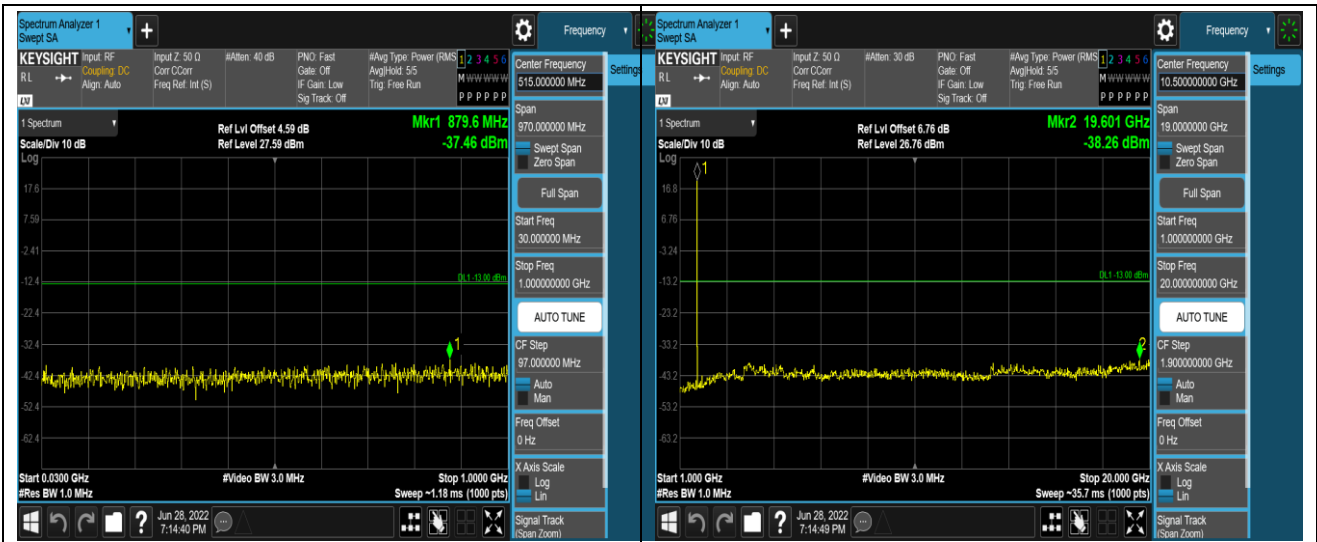 Spectrum Analyzer 1
Swept SA
+
Frequency
KEYSIGHT
RL
LXI
Input: RF
Coupling: DC
Align: Auto
Input Z: 50 Ω
Corr CCorr
Freq Ref: Int (S)
#Atten: 40 dB
PNO: Fast
Gate: Off
IF Gain: Low
Sig Track: Off
#Avg Type: Power (RMS
Avg|Hold: 5/5
Trig: Free Run
1 2 3 4 5 6
M W W W W W
P P P P P P
Center Frequency
515.000000 MHz
Settings
Span
970.000000 MHz
Swept Span
Zero Span
Full Span
Start Freq
30.000000 MHz
Stop Freq
1.000000000 GHz
AUTO TUNE
CF Step
97.000000 MHz
Auto
Man
Freq Offset
0 Hz
X Axis Scale
Log
Lin
Signal Track
(Span Zoom)
1 Spectrum
Scale/Div 10 dB
Log
Ref Lvl Offset 4.59 dB
Ref Level 27.59 dBm
Mkr1 879.6 MHz
-37.46 dBm
17.6
7.59
-2.41
DL1 -13.00 dBm
-12.4
-22.4
-32.4
1
-42.4
-52.4
-62.4
Start 0.0300 GHz
#Res BW 1.0 MHz
#Video BW 3.0 MHz
Stop 1.0000 GHz
Sweep ~1.18 ms (1000 pts)
?
Jun 28, 2022
7:14:40 PM
Spectrum Analyzer 1
Swept SA
+
Frequency
KEYSIGHT
RL
LXI
Input: RF
Coupling: DC
Align: Auto
Input Z: 50 Ω
Corr CCorr
Freq Ref: Int (S)
#Atten: 30 dB
PNO: Fast
Gate: Off
IF Gain: Low
Sig Track: Off
#Avg Type: Power (RMS
Avg|Hold: 5/5
Trig: Free Run
1 2 3 4 5 6
M W W W W W
P P P P P P
Center Frequency
10.500000000 GHz
Settings
Span
19.0000000 GHz
Swept Span
Zero Span
Full Span
Start Freq
1.000000000 GHz
Stop Freq
20.000000000 GHz
AUTO TUNE
CF Step
1.900000000 GHz
Auto
Man
Freq Offset
0 Hz
X Axis Scale
Log
Lin
Signal Track
(Span Zoom)
1 Spectrum
Scale/Div 10 dB
Log
Ref Lvl Offset 6.76 dB
Ref Level 26.76 dBm
Mkr2 19.601 GHz
-38.26 dBm
1
16.8
6.76
-3.24
DL1 -13.00 dBm
-13.2
-23.2
-33.2
2
-43.2
-53.2
-63.2
Start 1.000 GHz
#Res BW 1.0 MHz
#Video BW 3.0 MHz
Stop 20.000 GHz
Sweep ~35.7 ms (1000 pts)
?
Jun 28, 2022
7:14:49 PM